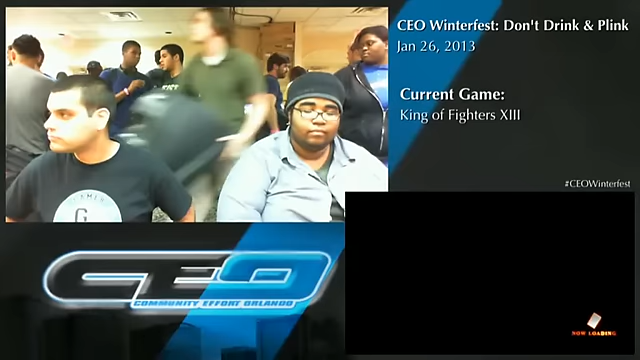 CEO Winterfest: Don't Drink & Plink
Jan 26, 2013
Current Game:
King of Fighters XIII
#CEOWinterfest
GAMER
G
CEO
COMMUNITY EFFORT ORLANDO
NOW LOADING